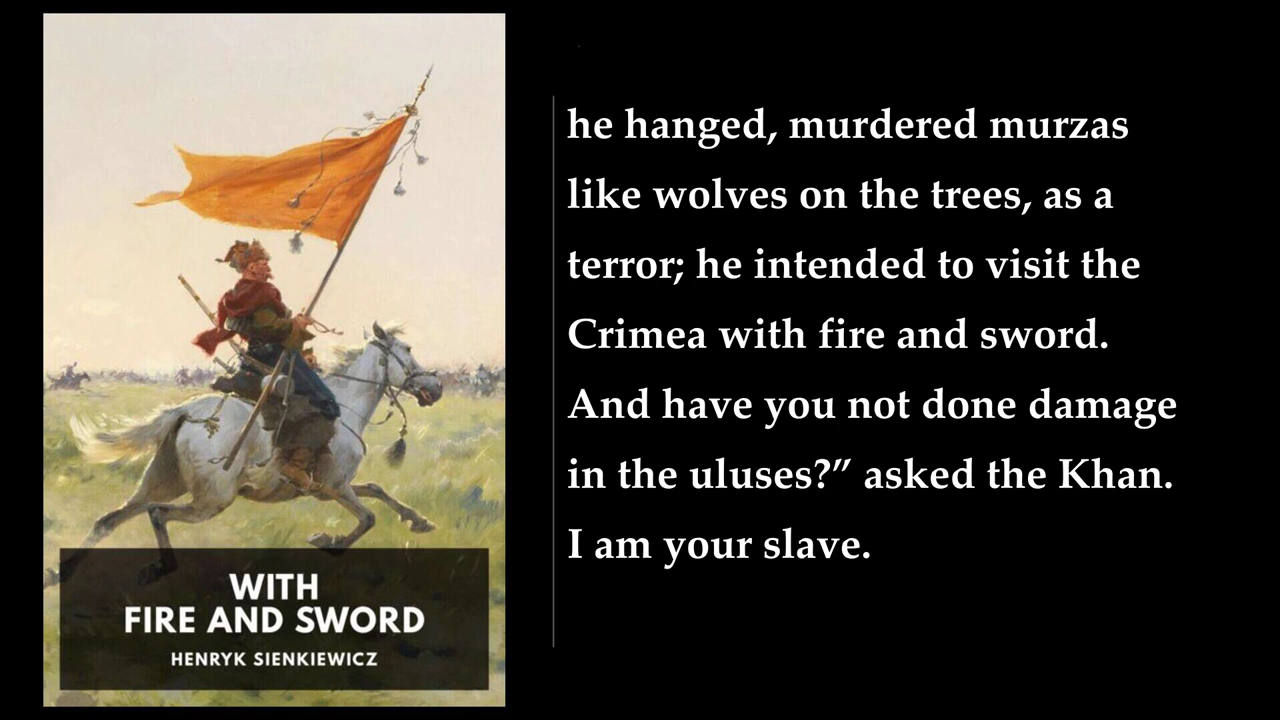 WITH
FIRE AND SWORD
HENRYK SIENKIEWICZ
he hanged, murdered murzas
like wolves on the trees, as a
terror; he intended to visit the
Crimea with fire and sword.
And have you not done damage
in the uluses?” asked the Khan.
I am your slave.